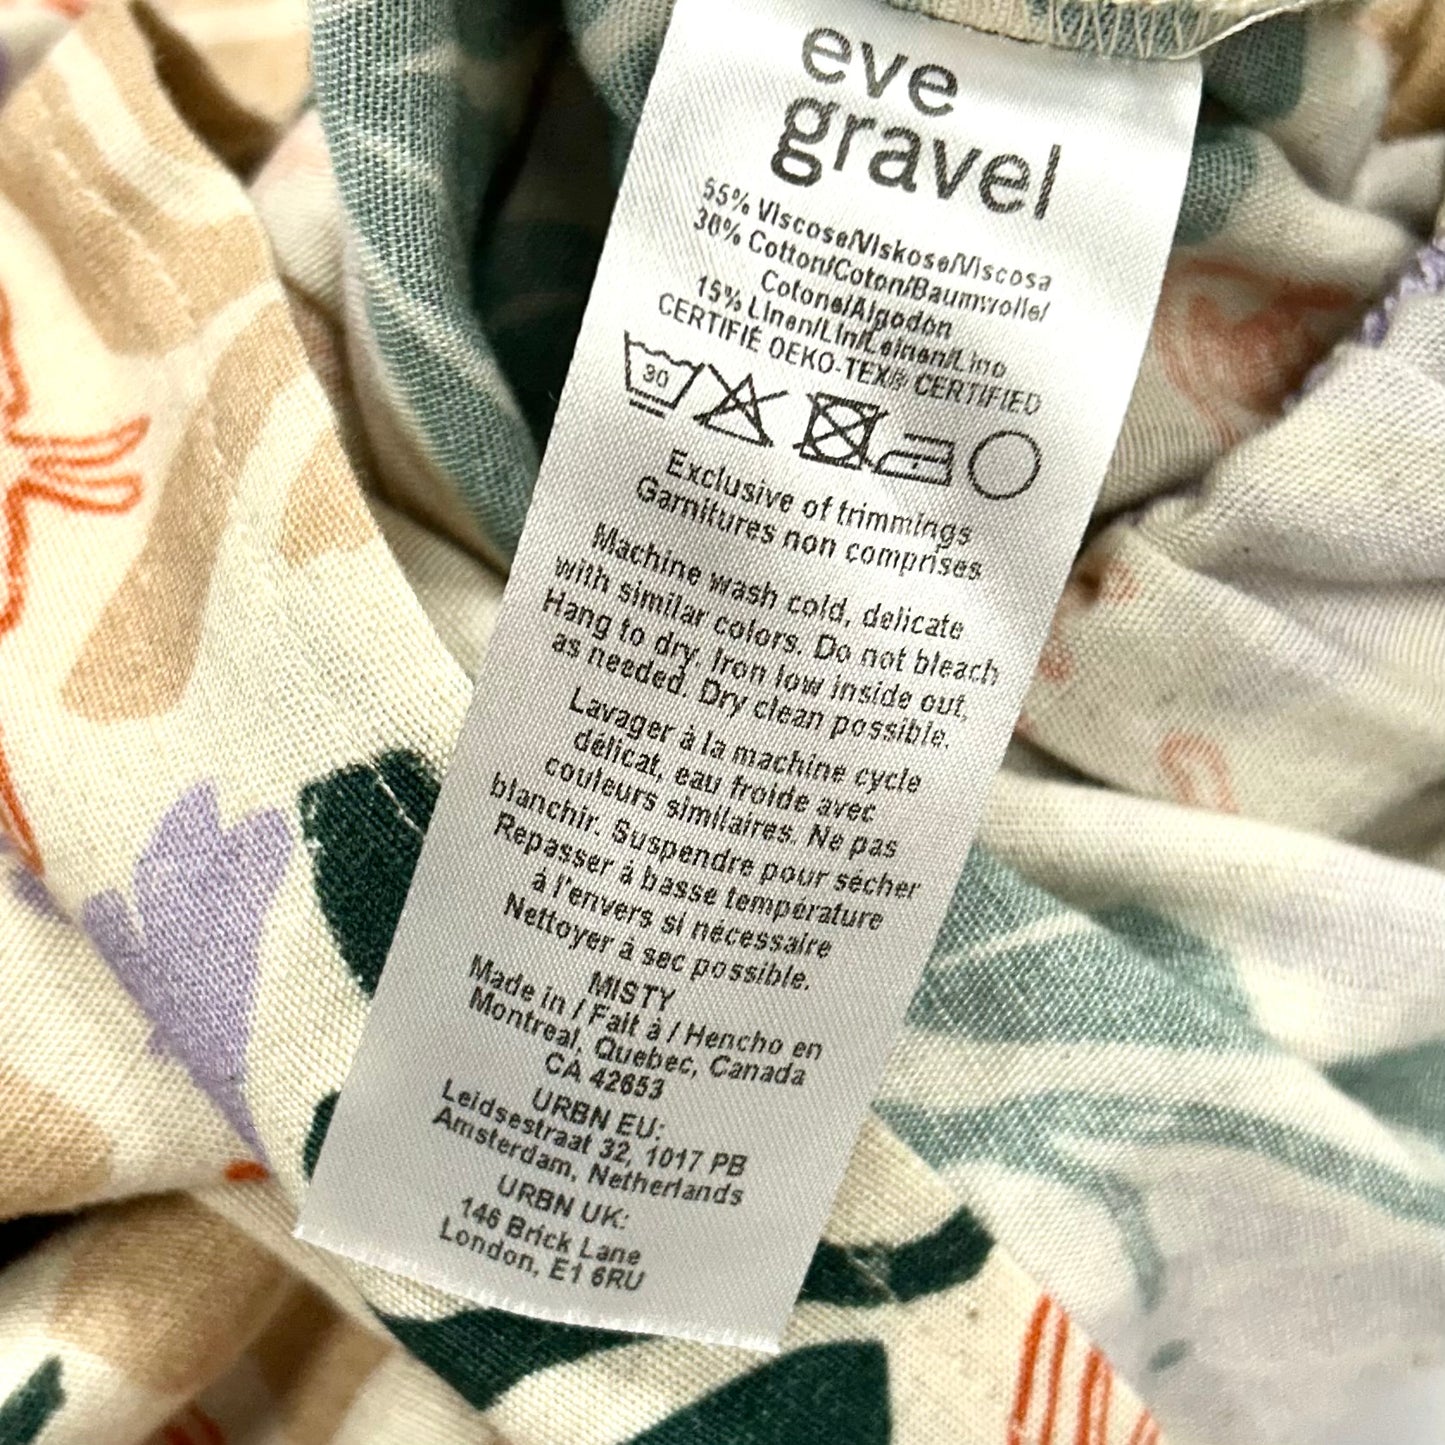 eve
gravel
55% Viscose/Viskose/Viscosa
30% Cotton/Coton/Baumwolle/
Cotone/Algodón
15% Linen/Lin/Leinen/Lino
CERTIFIÉ OEKO-TEX® CERTIFIED
30
Exclusive of trimmings
Garnitures non comprises
Machine wash cold, delicate
with similar colors. Do not bleach
Hang to dry. Iron low inside out,
as needed. Dry clean possible.
Lavager à la machine cycle
délicat, eau froide avec
couleurs similaires. Ne pas
blanchir. Suspendre pour sécher
Repasser à basse température
à l'envers si nécessaire
Nettoyer à sec possible.
MISTY
Made in / Fait à / Hencho en
Montreal, Quebec, Canada
CA 42653
URBN EU:
Leidsestraat 32, 1017 PB
Amsterdam, Netherlands
URBN UK:
146 Brick Lane
London, E1 6RU